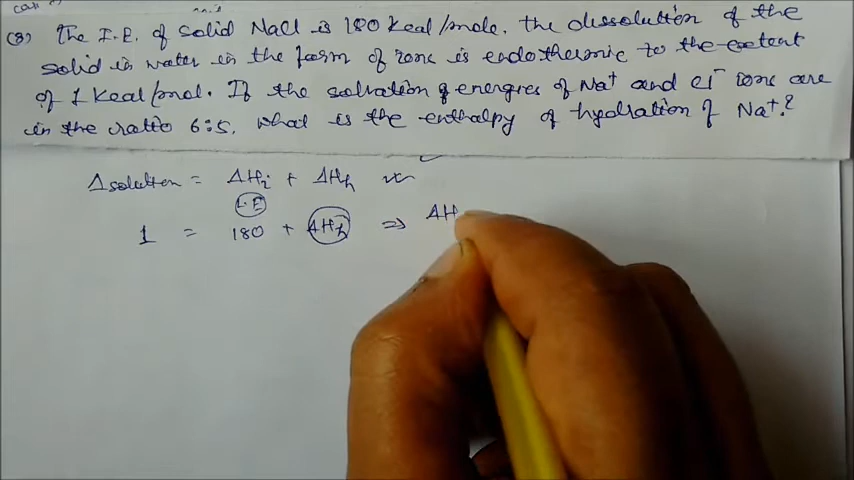 (8) The I.E. of solid NaCl is 180 Kcal/mole. the dissolution of the
solid in water in the form of ions is endothermic to the extent
of 1 Kcal/mol. If the solvation energies of Na+ and Cl- ions are
in the ratio 6:5, what is the enthalpy of hydration of Na+?
Δsolution = ΔHi + ΔHh
I.E
1 = 180 + ΔHh ⇒ ΔH